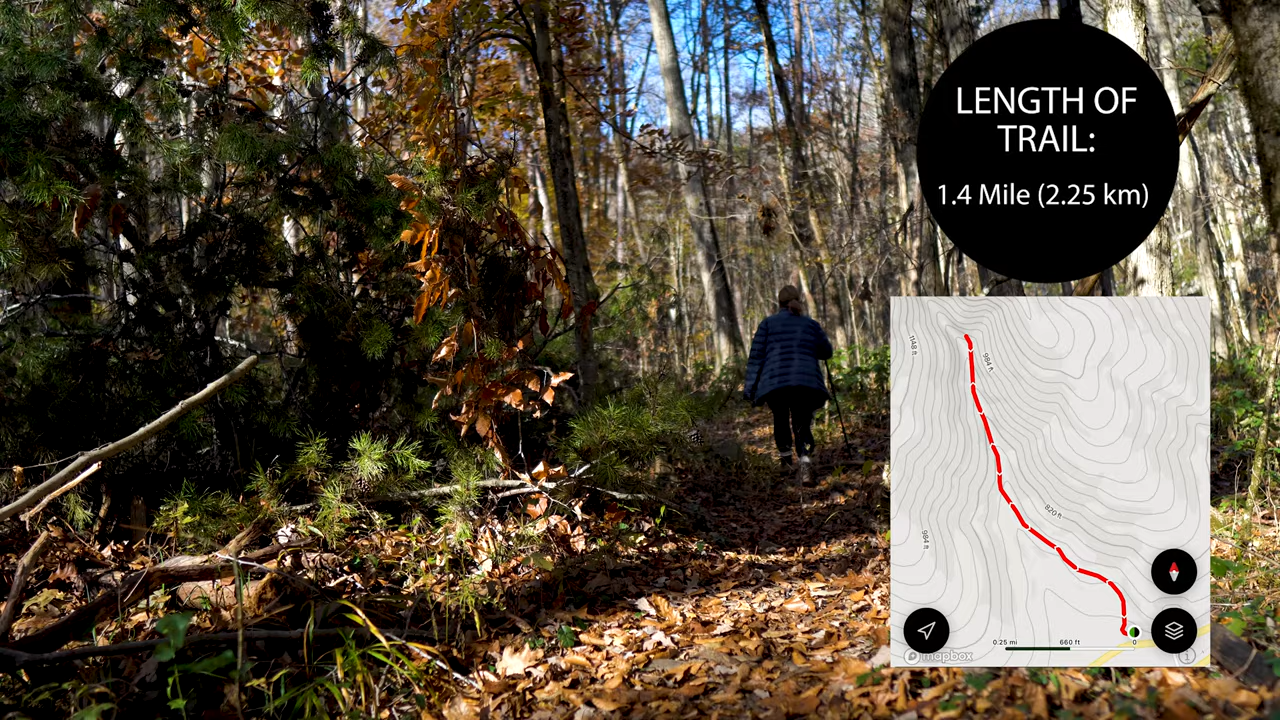 LENGTH OF
TRAIL:
1.4 Mile (2.25 km)
1148 ft
984 ft
820 ft
984 ft
0.25 mi
660 ft
0
mapbox